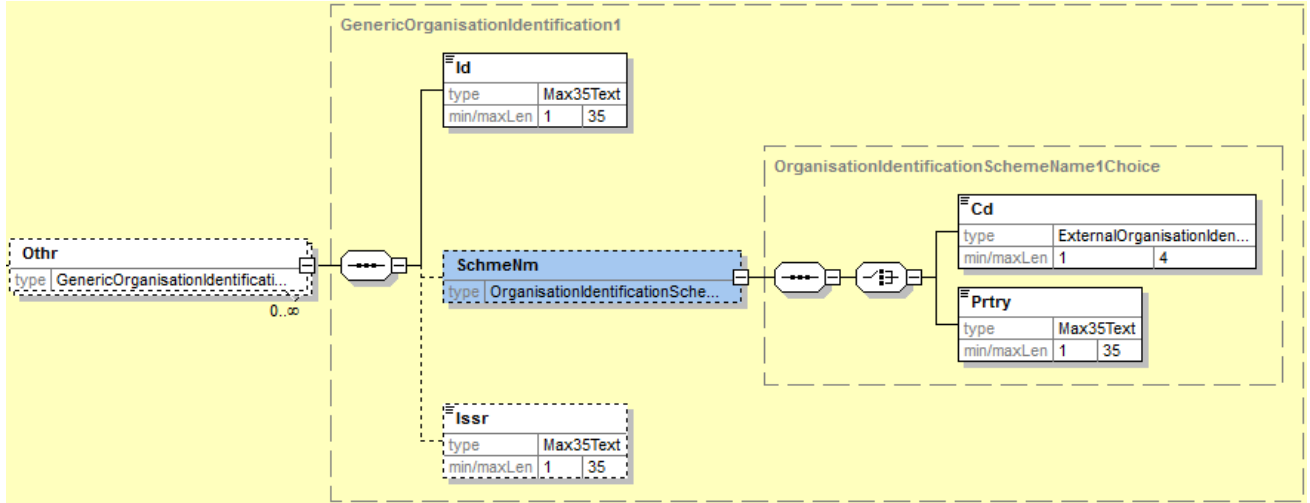 GenericOrganisationIdentification1
Id
type Max35Text
min/maxLen 1 35
OrganisationIdentificationSchemeName1Choice
Cd
type ExternalOrganisationIden...
min/maxLen 1 4
Othr
type GenericOrganisationIdentificati...
0..∞
SchmeNm
type OrganisationIdentificationSche...
Prtry
type Max35Text
min/maxLen 1 35
Issr
type Max35Text
min/maxLen 1 35